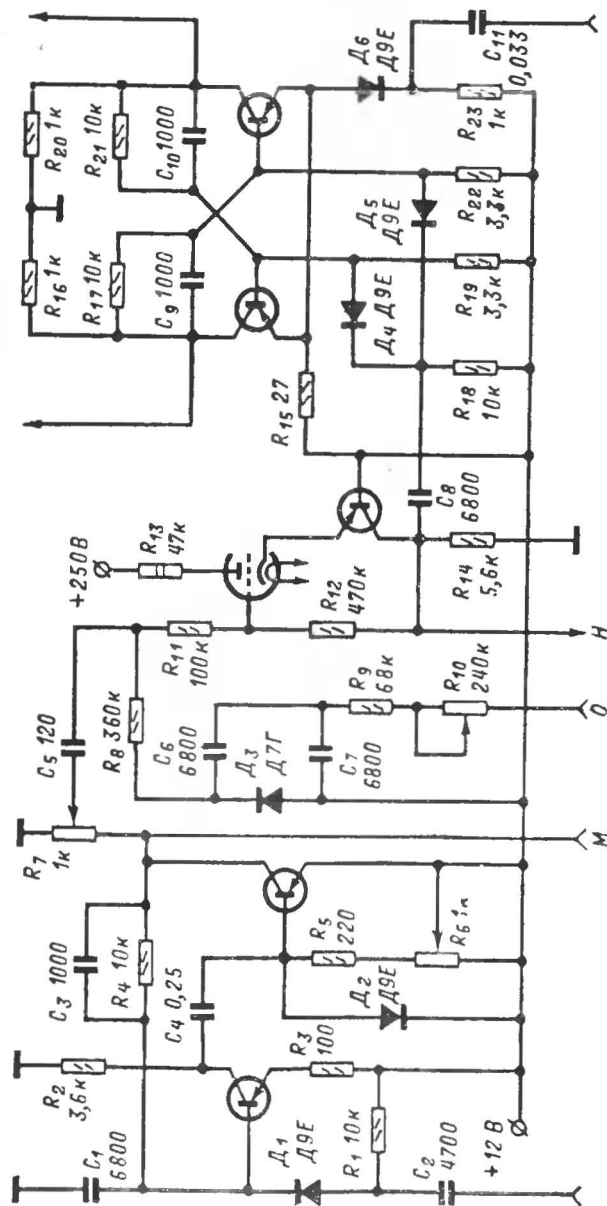 R7
1к
C5 120
+250В
R13
47к
R16 1к
R20 1к
R17 10к
R21 10к
C9 1000
C10 1000
C3 1000
R4 10к
R2
3,6к
C1
6800
R8 360к
R11
100к
C6
6800
R12
470к
R15 27
Д6
Д9Е
C4 0,25
Д3
Д7Г
Д4 Д9Е
Д5
Д9Е
C11
0,033
R5
220
R3
100
Д1
Д9Е
Д2
Д9Е
C7
6800
R9
68к
C8
6800
R18
10к
R19
3,3к
R22
3,3к
R23
1к
R1 10к
R6 1к
R10
240к
R14
5,6к
C2
4700
+12В
М
О
Н